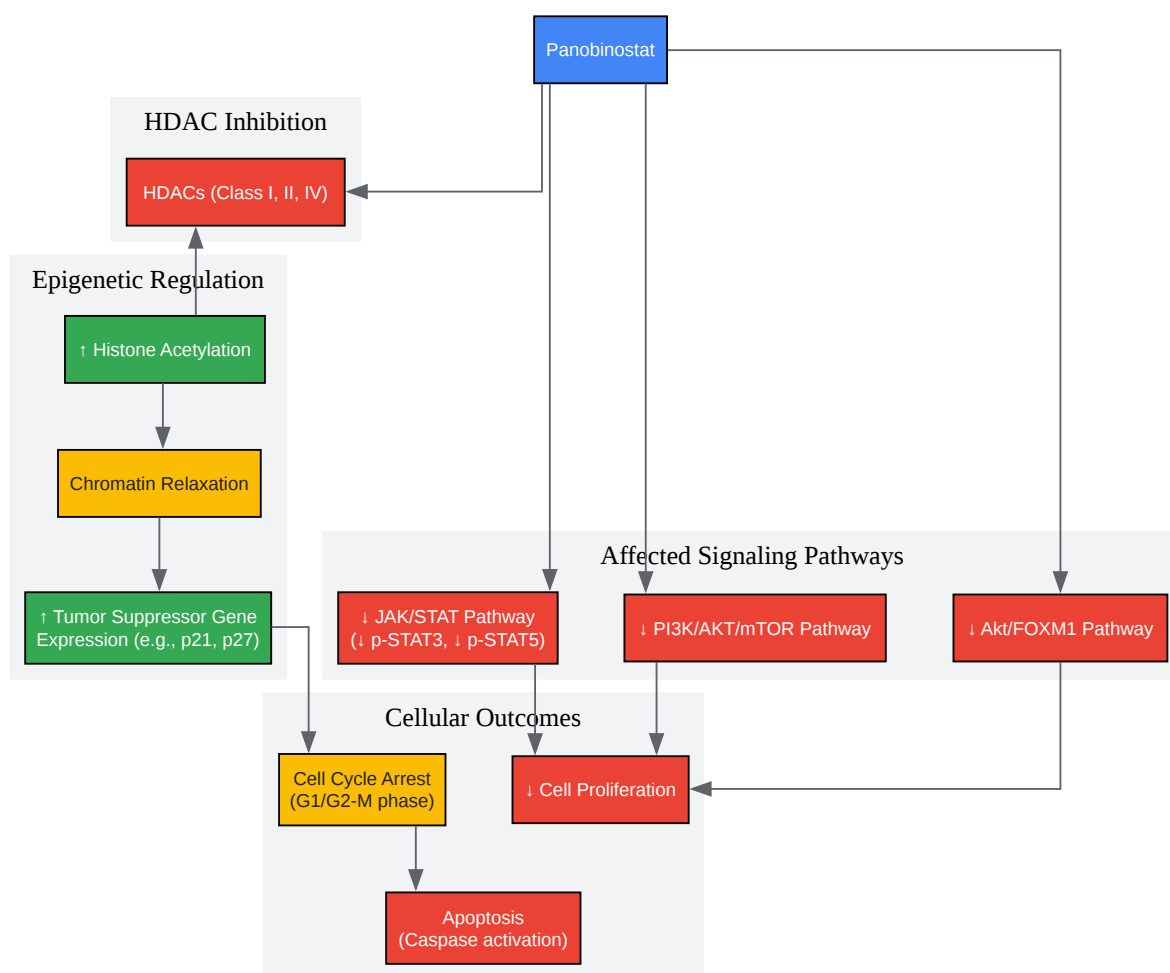 Panobinostat
HDAC Inhibition
HDACs (Class I, II, IV)
Epigenetic Regulation
↑ Histone Acetylation
Chromatin Relaxation
↑ Tumor Suppressor Gene
Expression (e.g., p21, p27)
Affected Signaling Pathways
↓ JAK/STAT Pathway
(↓ p-STAT3, ↓ p-STAT5)
↓ PI3K/AKT/mTOR Pathway
↓ Akt/FOXM1 Pathway
Cellular Outcomes
Cell Cycle Arrest
(G1/G2-M phase)
↓ Cell Proliferation
Apoptosis
(Caspase activation)